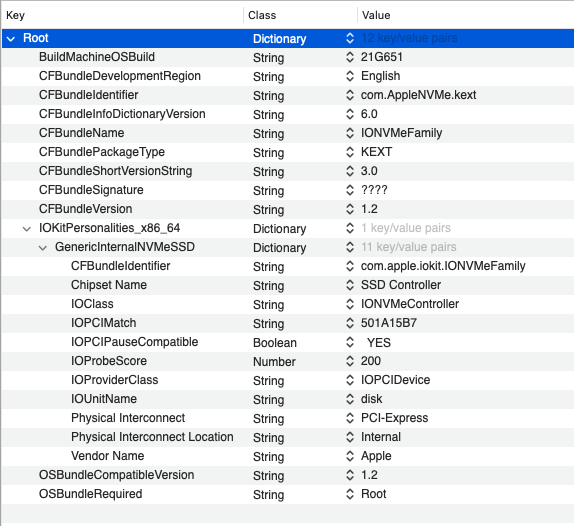 Key Class Value
Root Dictionary 12 key/value pairs
BuildMachineOSBuild String 21G651
CFBundleDevelopmentRegion String English
CFBundleIdentifier String com.AppleNVMe.kext
CFBundleInfoDictionaryVersion String 6.0
CFBundleName String IONVMeFamily
CFBundlePackageType String KEXT
CFBundleShortVersionString String 3.0
CFBundleSignature String ????
CFBundleVersion String 1.2
IOKitPersonalities_x86_64 Dictionary 1 key/value pairs
GenericInternalNVMeSSD Dictionary 11 key/value pairs
CFBundleIdentifier String com.apple.iokit.IONVMeFamily
Chipset Name String SSD Controller
IOClass String IONVMeController
IOPCIMatch String 501A15B7
IOPCIPauseCompatible Boolean YES
IOProbeScore Number 200
IOProviderClass String IOPCIDevice
IOUnitName String disk
Physical Interconnect String PCI-Express
Physical Interconnect Location String Internal
Vendor Name String Apple
OSBundleCompatibleVersion String 1.2
OSBundleRequired String Root